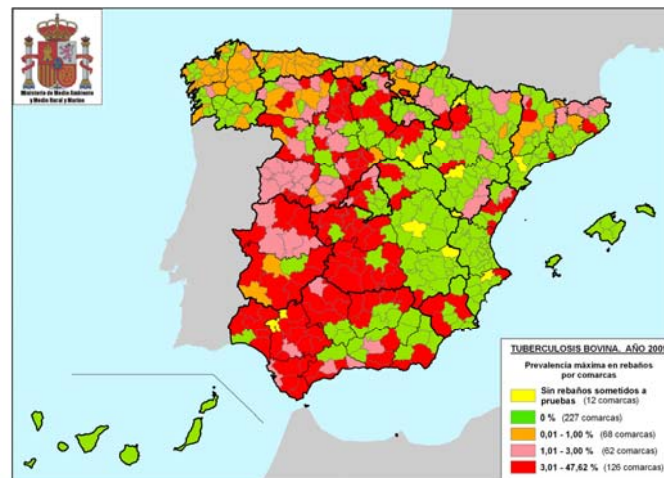 Ministerio de Medio Ambiente
y Medio Rural y Marino
TUBERCULOSIS BOVINA. AÑO 2009
Prevalencia máxima en rebaños
por comarcas
Sin rebaños sometidos a
pruebas (12 comarcas)
0 % (227 comarcas)
0,01 - 1,00 % (68 comarcas)
1,01 - 3,00 % (62 comarcas)
3,01 - 47,62 % (126 comarcas)